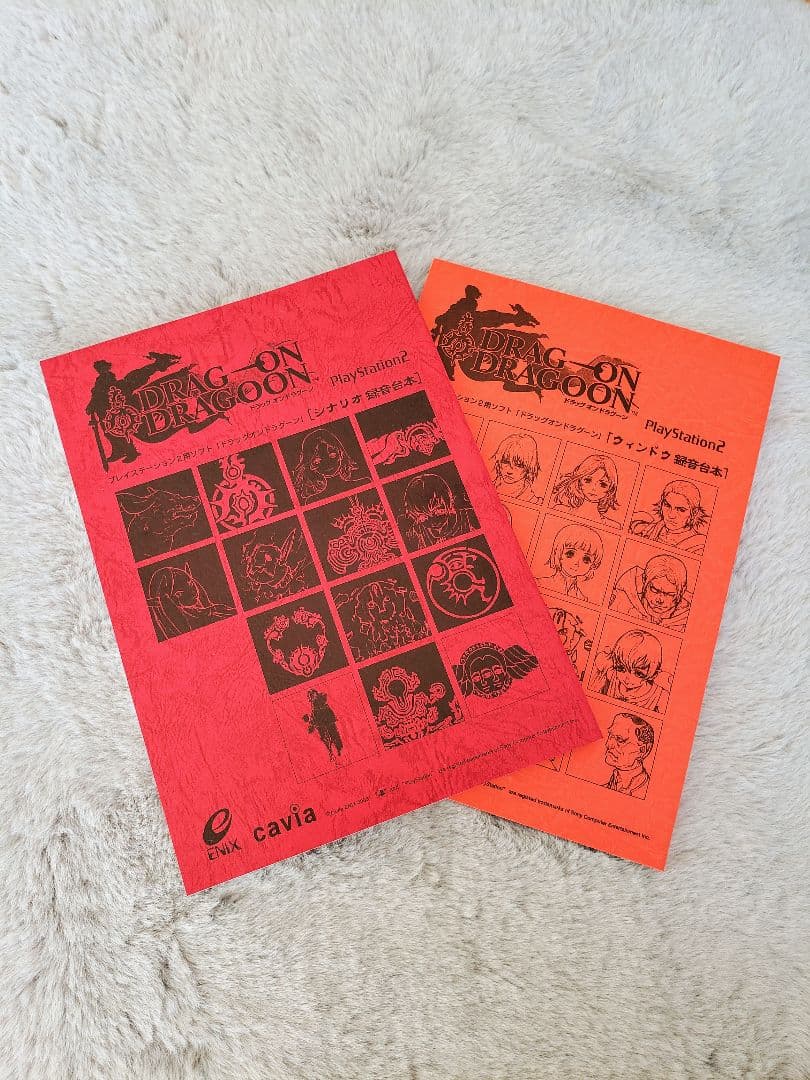 DRAG-ON
DRAGOON™
ドラッグ オン ドラグーン
PlayStation2
プレイステーション2用ソフト「ドラッグオンドラグーン」「シナリオ 録音台本」
ENIX
cavia
DRAG-ON
DRAGOON™
ドラッグ オン ドラグーン
PlayStation2
ション2用ソフト「ドラッグオンドラグーン」「ウィンドゥ 録音台本」
are registed trademarks of Sony Computer Entertainment Inc.